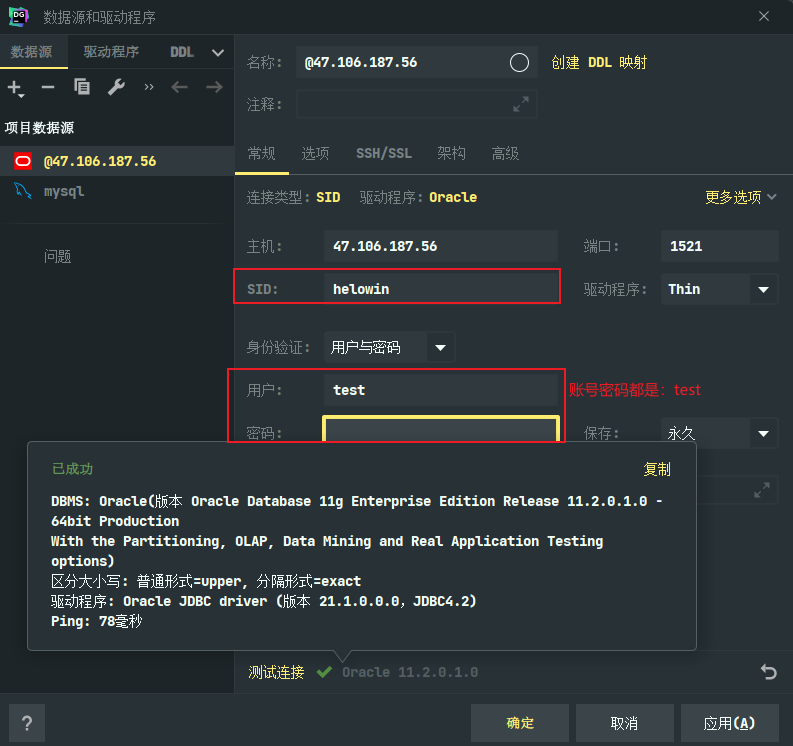 DG 数据源和驱动程序
数据源 驱动程序 DDL
项目数据源
@47.106.187.56
mysql
问题
名称: @47.106.187.56 创建 DDL 映射
注释:
常规 选项 SSH/SSL 架构 高级
连接类型: SID 驱动程序: Oracle 更多选项
主机: 47.106.187.56 端口: 1521
SID: helowin 驱动程序: Thin
身份验证: 用户与密码
用户: test 账号密码都是: test
密码: 保存: 永久
已成功 复制
DBMS: Oracle(版本 Oracle Database 11g Enterprise Edition Release 11.2.0.1.0 -
64bit Production
With the Partitioning, OLAP, Data Mining and Real Application Testing
options)
区分大小写: 普通形式=upper, 分隔形式=exact
驱动程序: Oracle JDBC driver (版本 21.1.0.0.0, JDBC4.2)
Ping: 78毫秒
测试连接 Oracle 11.2.0.1.0
? 确定 取消 应用(A)